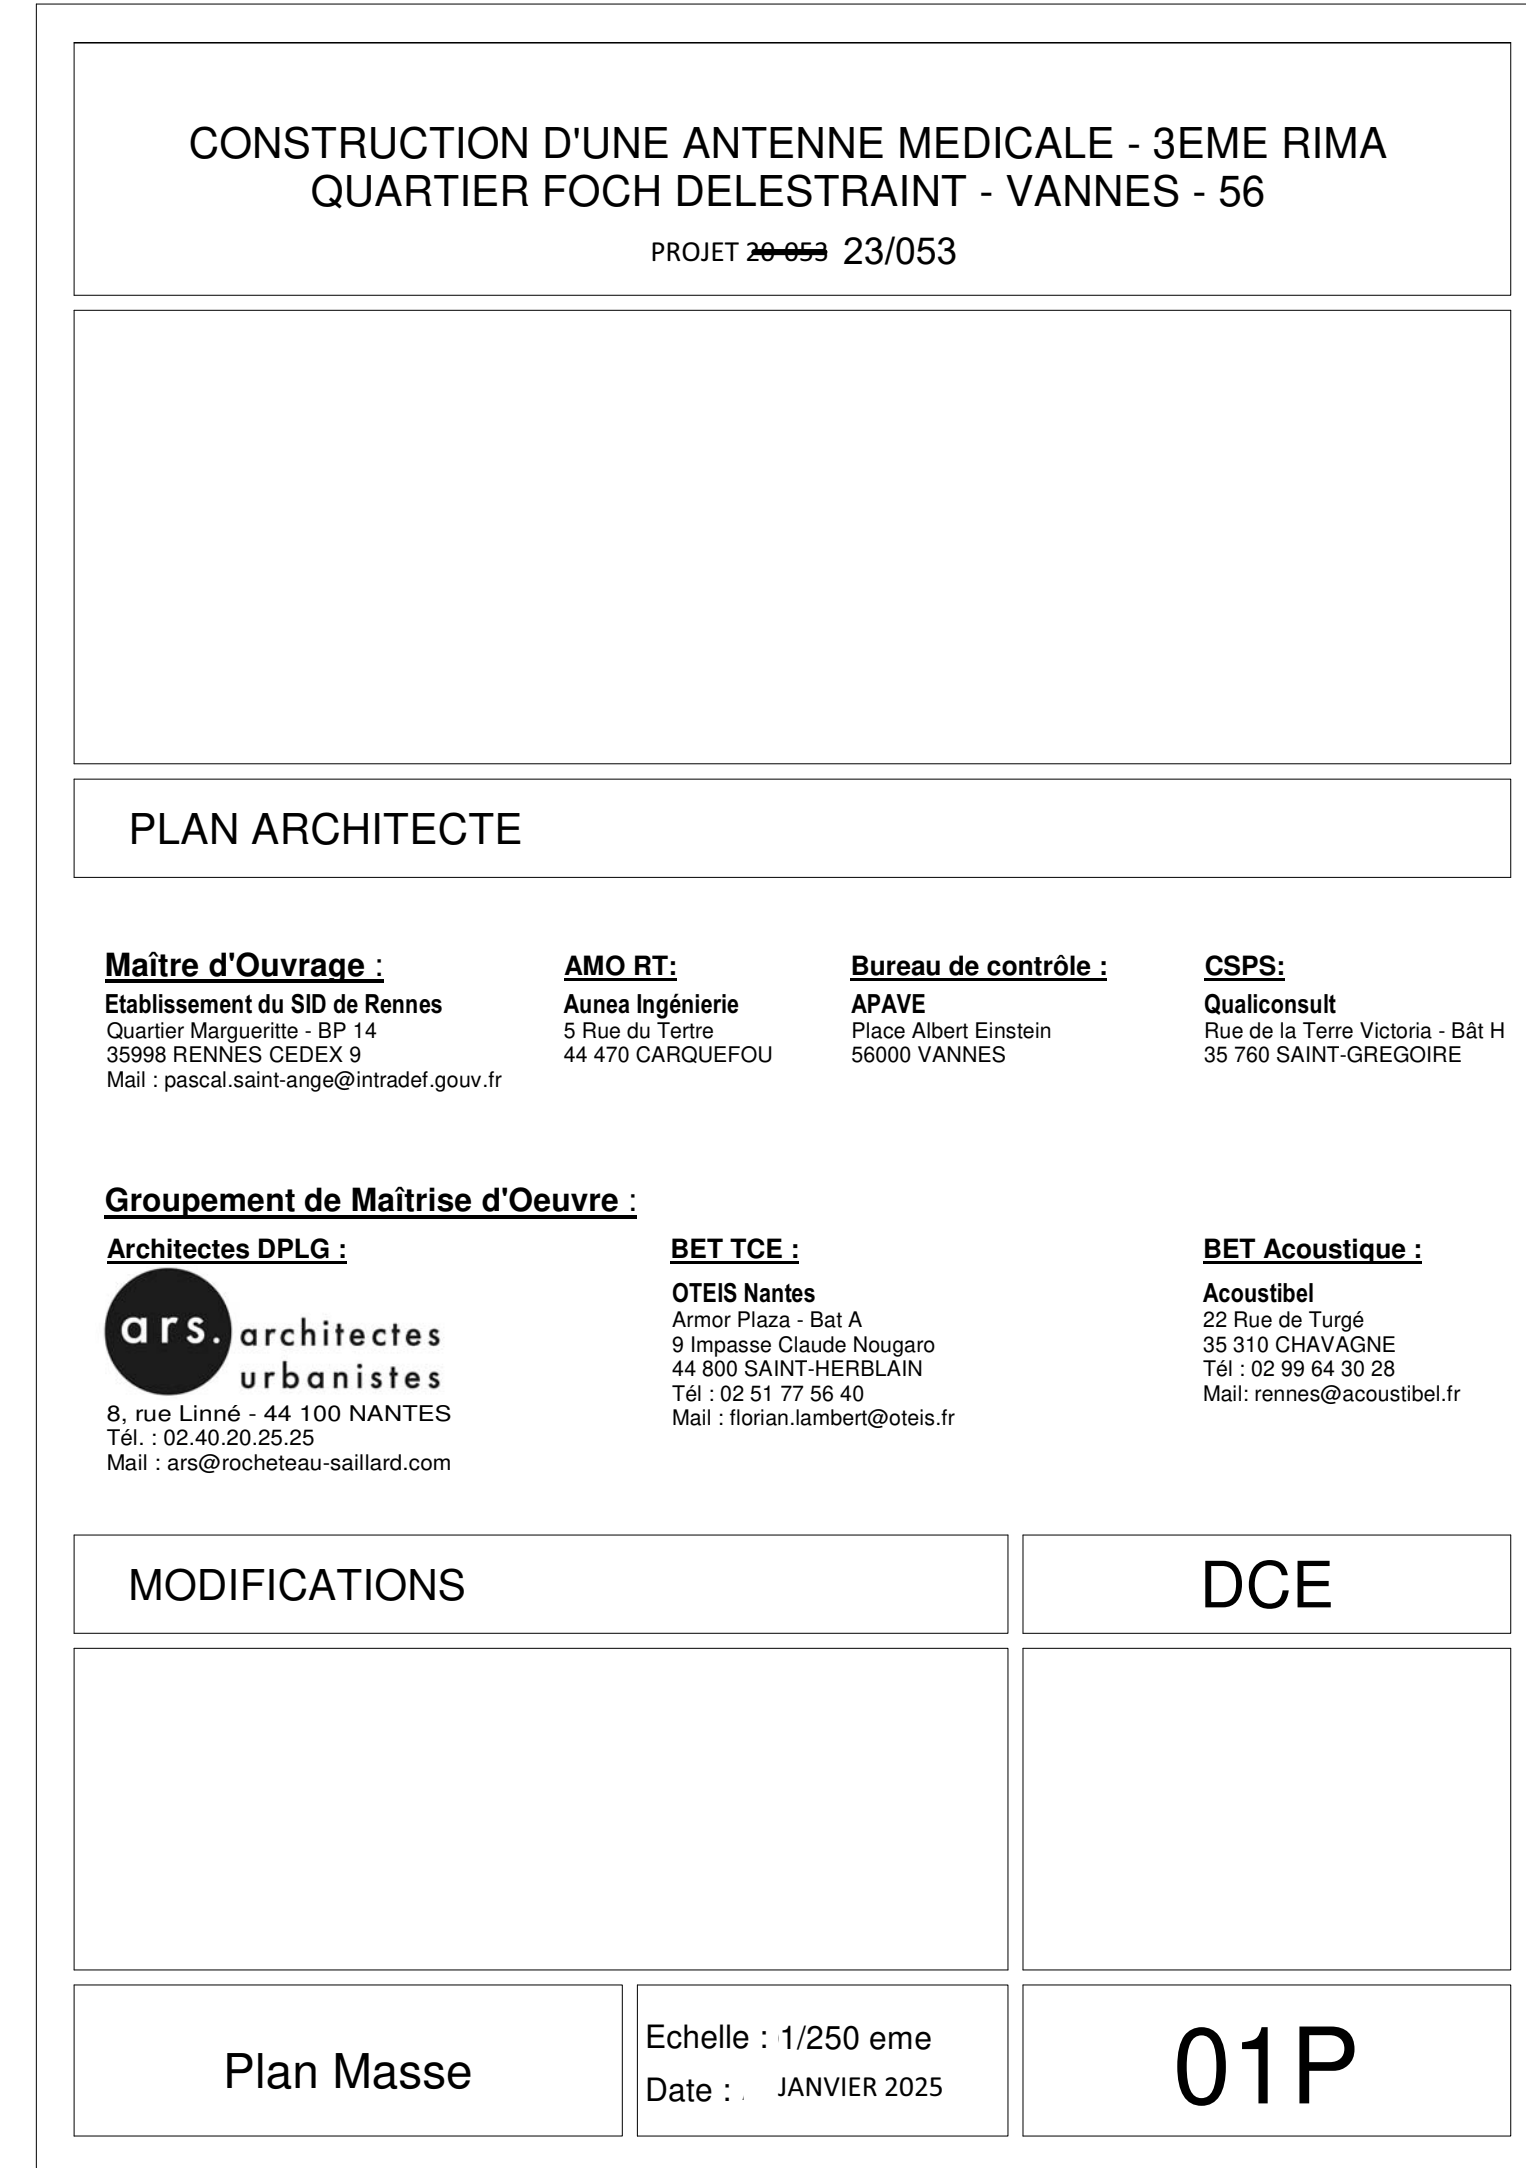 CONSTRUCTION D'UNE ANTENNE MEDICALE - 3EME RIMA
QUARTIER FOCH DELESTRAINT - VANNES - 56
PROJET 20-053 23/053
PLAN ARCHITECTE
Maître d'Ouvrage :
Etablissement du SID de Rennes
Quartier Margueritte - BP 14
35998 RENNES CEDEX 9
Mail : pascal.saint-ange@intradef.gouv.fr
AMO RT:
Aunea Ingénierie
5 Rue du Tertre
44 470 CARQUEFOU
Bureau de contrôle :
APAVE
Place Albert Einstein
56000 VANNES
CSPS:
Qualiconsult
Rue de la Terre Victoria - Bât H
35 760 SAINT-GREGOIRE
Groupement de Maîtrise d'Oeuvre :
Architectes DPLG :
ars. architectes
urbanistes
8, rue Linné - 44 100 NANTES
Tél. : 02.40.20.25.25
Mail : ars@rocheteau-saillard.com
BET TCE :
OTEIS Nantes
Armor Plaza - Bat A
9 Impasse Claude Nougaro
44 800 SAINT-HERBLAIN
Tél : 02 51 77 56 40
Mail : florian.lambert@oteis.fr
BET Acoustique :
Acoustibel
22 Rue de Turgé
35 310 CHAVAGNE
Tél : 02 99 64 30 28
Mail: rennes@acoustibel.fr
MODIFICATIONS
DCE
Plan Masse
Echelle : 1/250 eme
Date : JANVIER 2025
01P